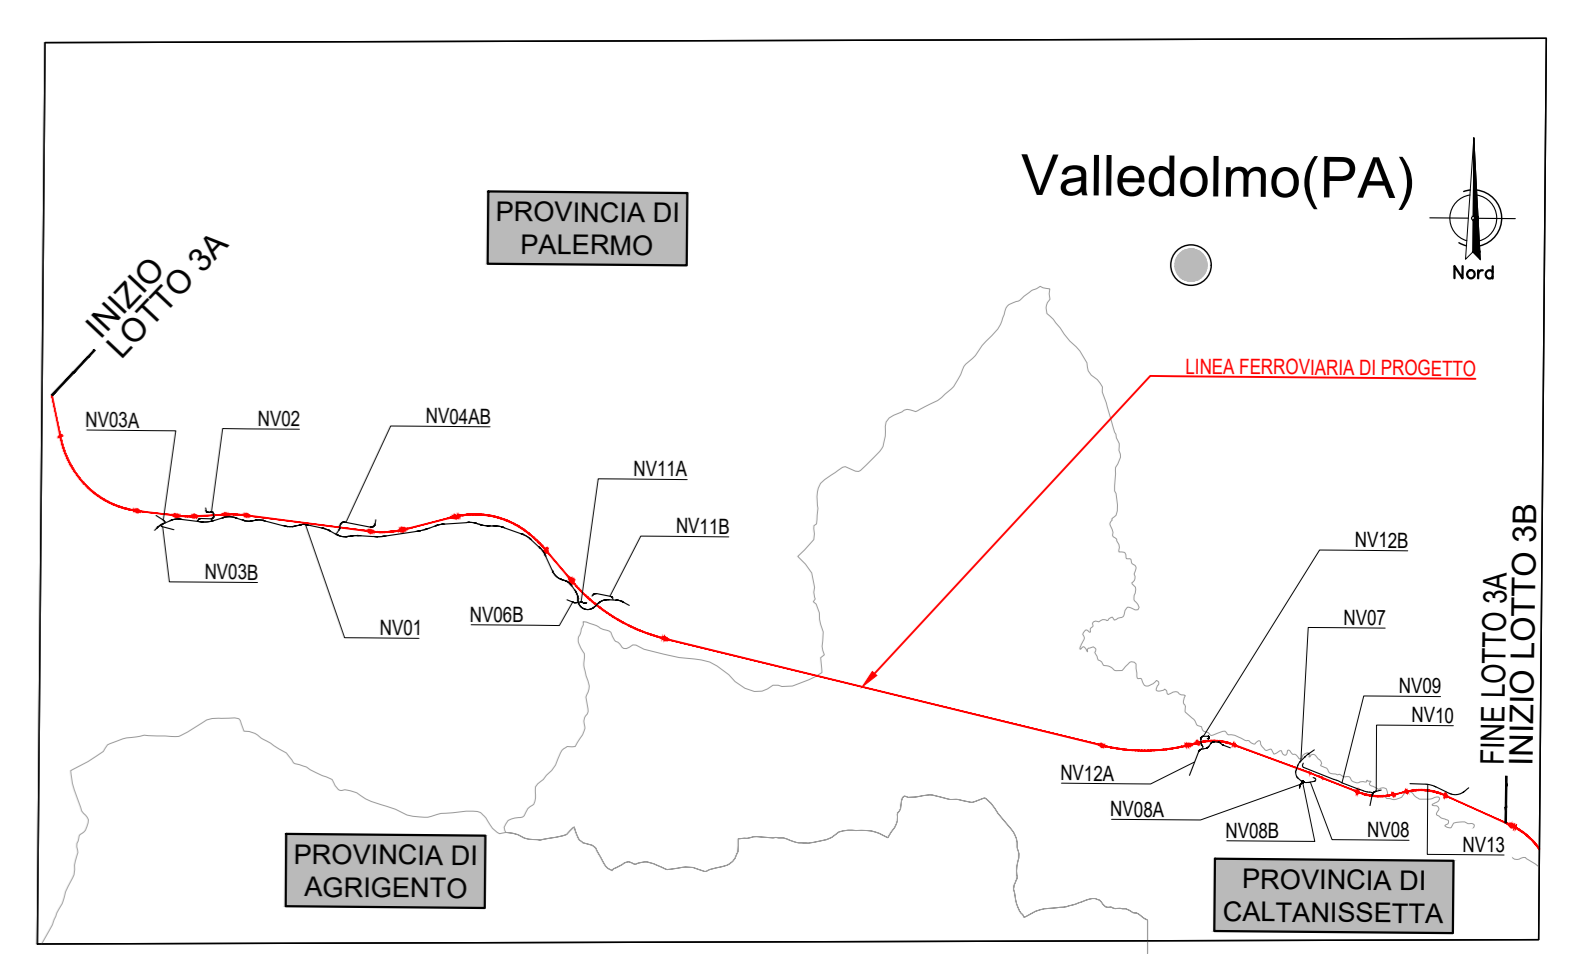 Valledolmo(PA)
PROVINCIA DI
PALERMO
Nord
INIZIO
LOTTO 3A
LINEA FERROVIARIA DI PROGETTO
NV03A
NV02
NV04AB
NV11A
NV11B
NV12B
NV03B
NV01
NV06B
NV07
NV09
NV10
FINE LOTTO 3A
INIZIO LOTTO 3B
NV12A
NV08A
NV08B
NV08
NV13
PROVINCIA DI
AGRIGENTO
PROVINCIA DI
CALTANISSETTA